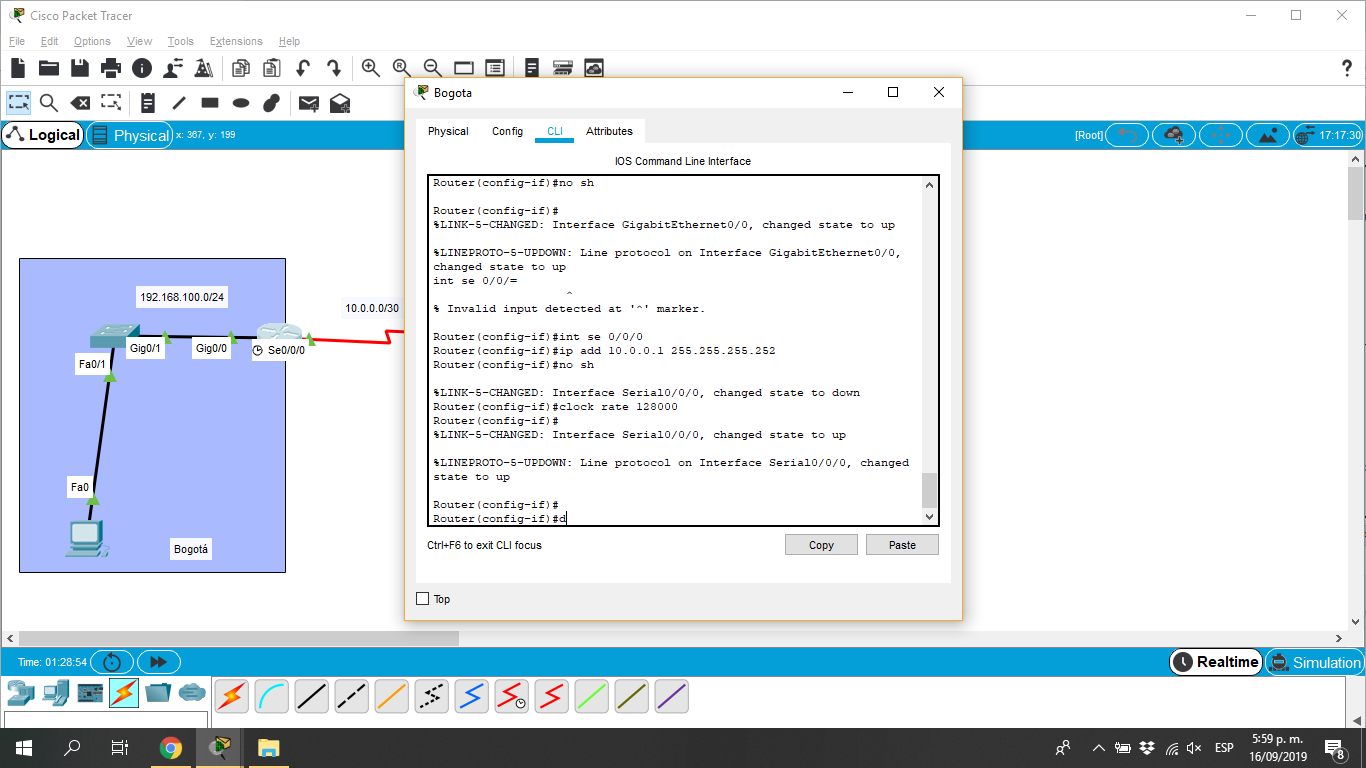 Cisco Packet Tracer
File Edit Options View Tools Extensions Help
Logical
Physical
x: 367, y: 199
[Root]
17:17:30
192.168.100.0/24
10.0.0.0/30
Gig0/1
Gig0/0
Se0/0/0
Fa0/1
Fa0
Bogotá
Bogota
Physical Config CLI Attributes
IOS Command Line Interface
Router(config-if)#no sh
Router(config-if)#
%LINK-5-CHANGED: Interface GigabitEthernet0/0, changed state to up
%LINEPROTO-5-UPDOWN: Line protocol on Interface GigabitEthernet0/0,
changed state to up
int se 0/0/=
^
% Invalid input detected at '^' marker.
Router(config-if)#int se 0/0/0
Router(config-if)#ip add 10.0.0.1 255.255.255.252
Router(config-if)#no sh
%LINK-5-CHANGED: Interface Serial0/0/0, changed state to down
Router(config-if)#clock rate 128000
Router(config-if)#
%LINK-5-CHANGED: Interface Serial0/0/0, changed state to up
%LINEPROTO-5-UPDOWN: Line protocol on Interface Serial0/0/0, changed
state to up
Router(config-if)#
Router(config-if)#d
Ctrl+F6 to exit CLI focus
Copy
Paste
Top
Time: 01:28:54
Realtime
Simulation
ESP
5:59 p. m.
16/09/2019
8